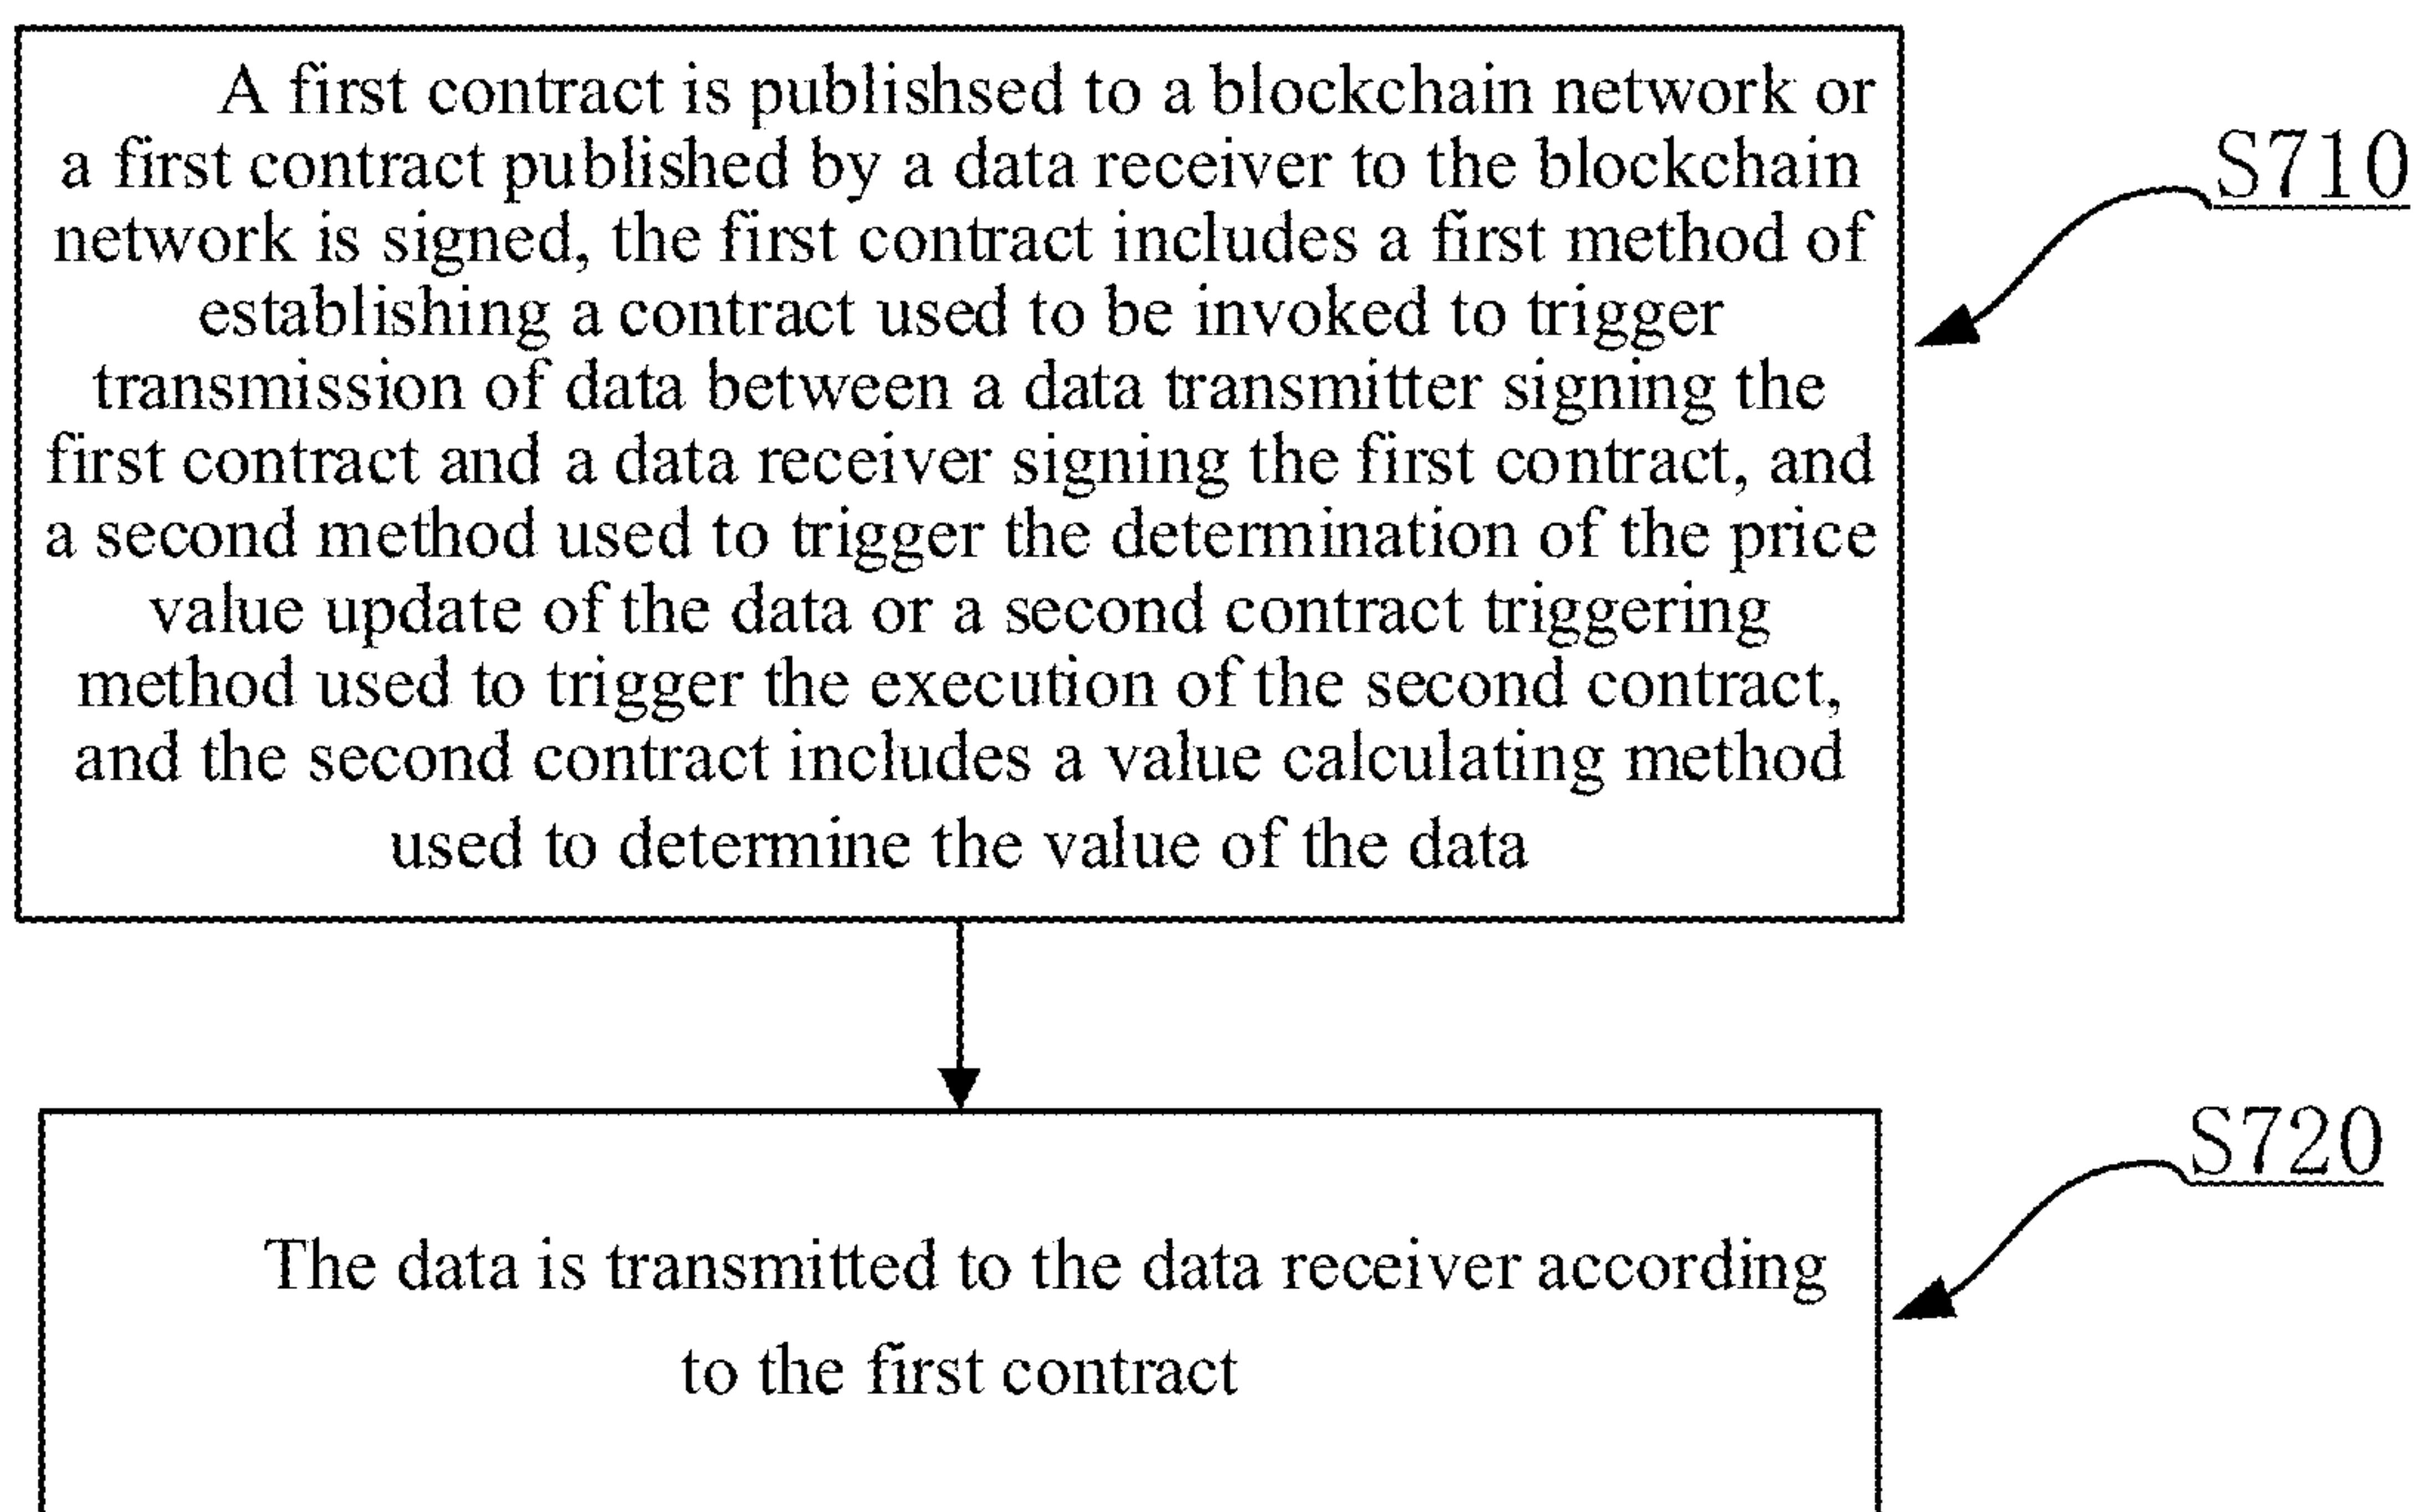 A first contract is publishsed to a blockchain network or
a first contract published by a data receiver to the blockchain
network is signed, the first contract includes a first method of
establishing a contract used to be invoked to trigger
transmission of data between a data transmitter signing the
first contract and a data receiver signing the first contract, and
a second method used to trigger the determination of the price
value update of the data or a second contract triggering
method used to trigger the execution of the second contract,
and the second contract includes a value calculating method
used to determine the value of the data
S710
The data is transmitted to the data receiver according
to the first contract
S720